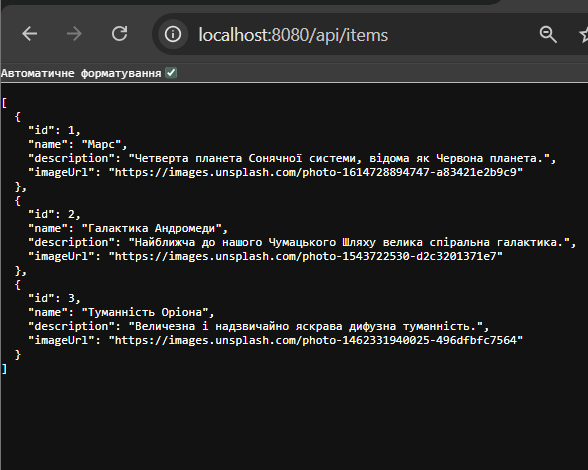 localhost:8080/api/items
Автоматичне форматування
[
  {
    "id": 1,
    "name": "Марс",
    "description": "Четверта планета Сонячної системи, відома як Червона планета.",
    "imageUrl": "https://images.unsplash.com/photo-1614728894747-a83421e2b9c9"
  },
  {
    "id": 2,
    "name": "Галактика Андромеди",
    "description": "Найближча до нашого Чумацького Шляху велика спіральна галактика.",
    "imageUrl": "https://images.unsplash.com/photo-1543722530-d2c3201371e7"
  },
  {
    "id": 3,
    "name": "Туманність Оріона",
    "description": "Величезна і надзвичайно яскрава дифузна туманність.",
    "imageUrl": "https://images.unsplash.com/photo-1462331940025-496dfbfc7564"
  }
]